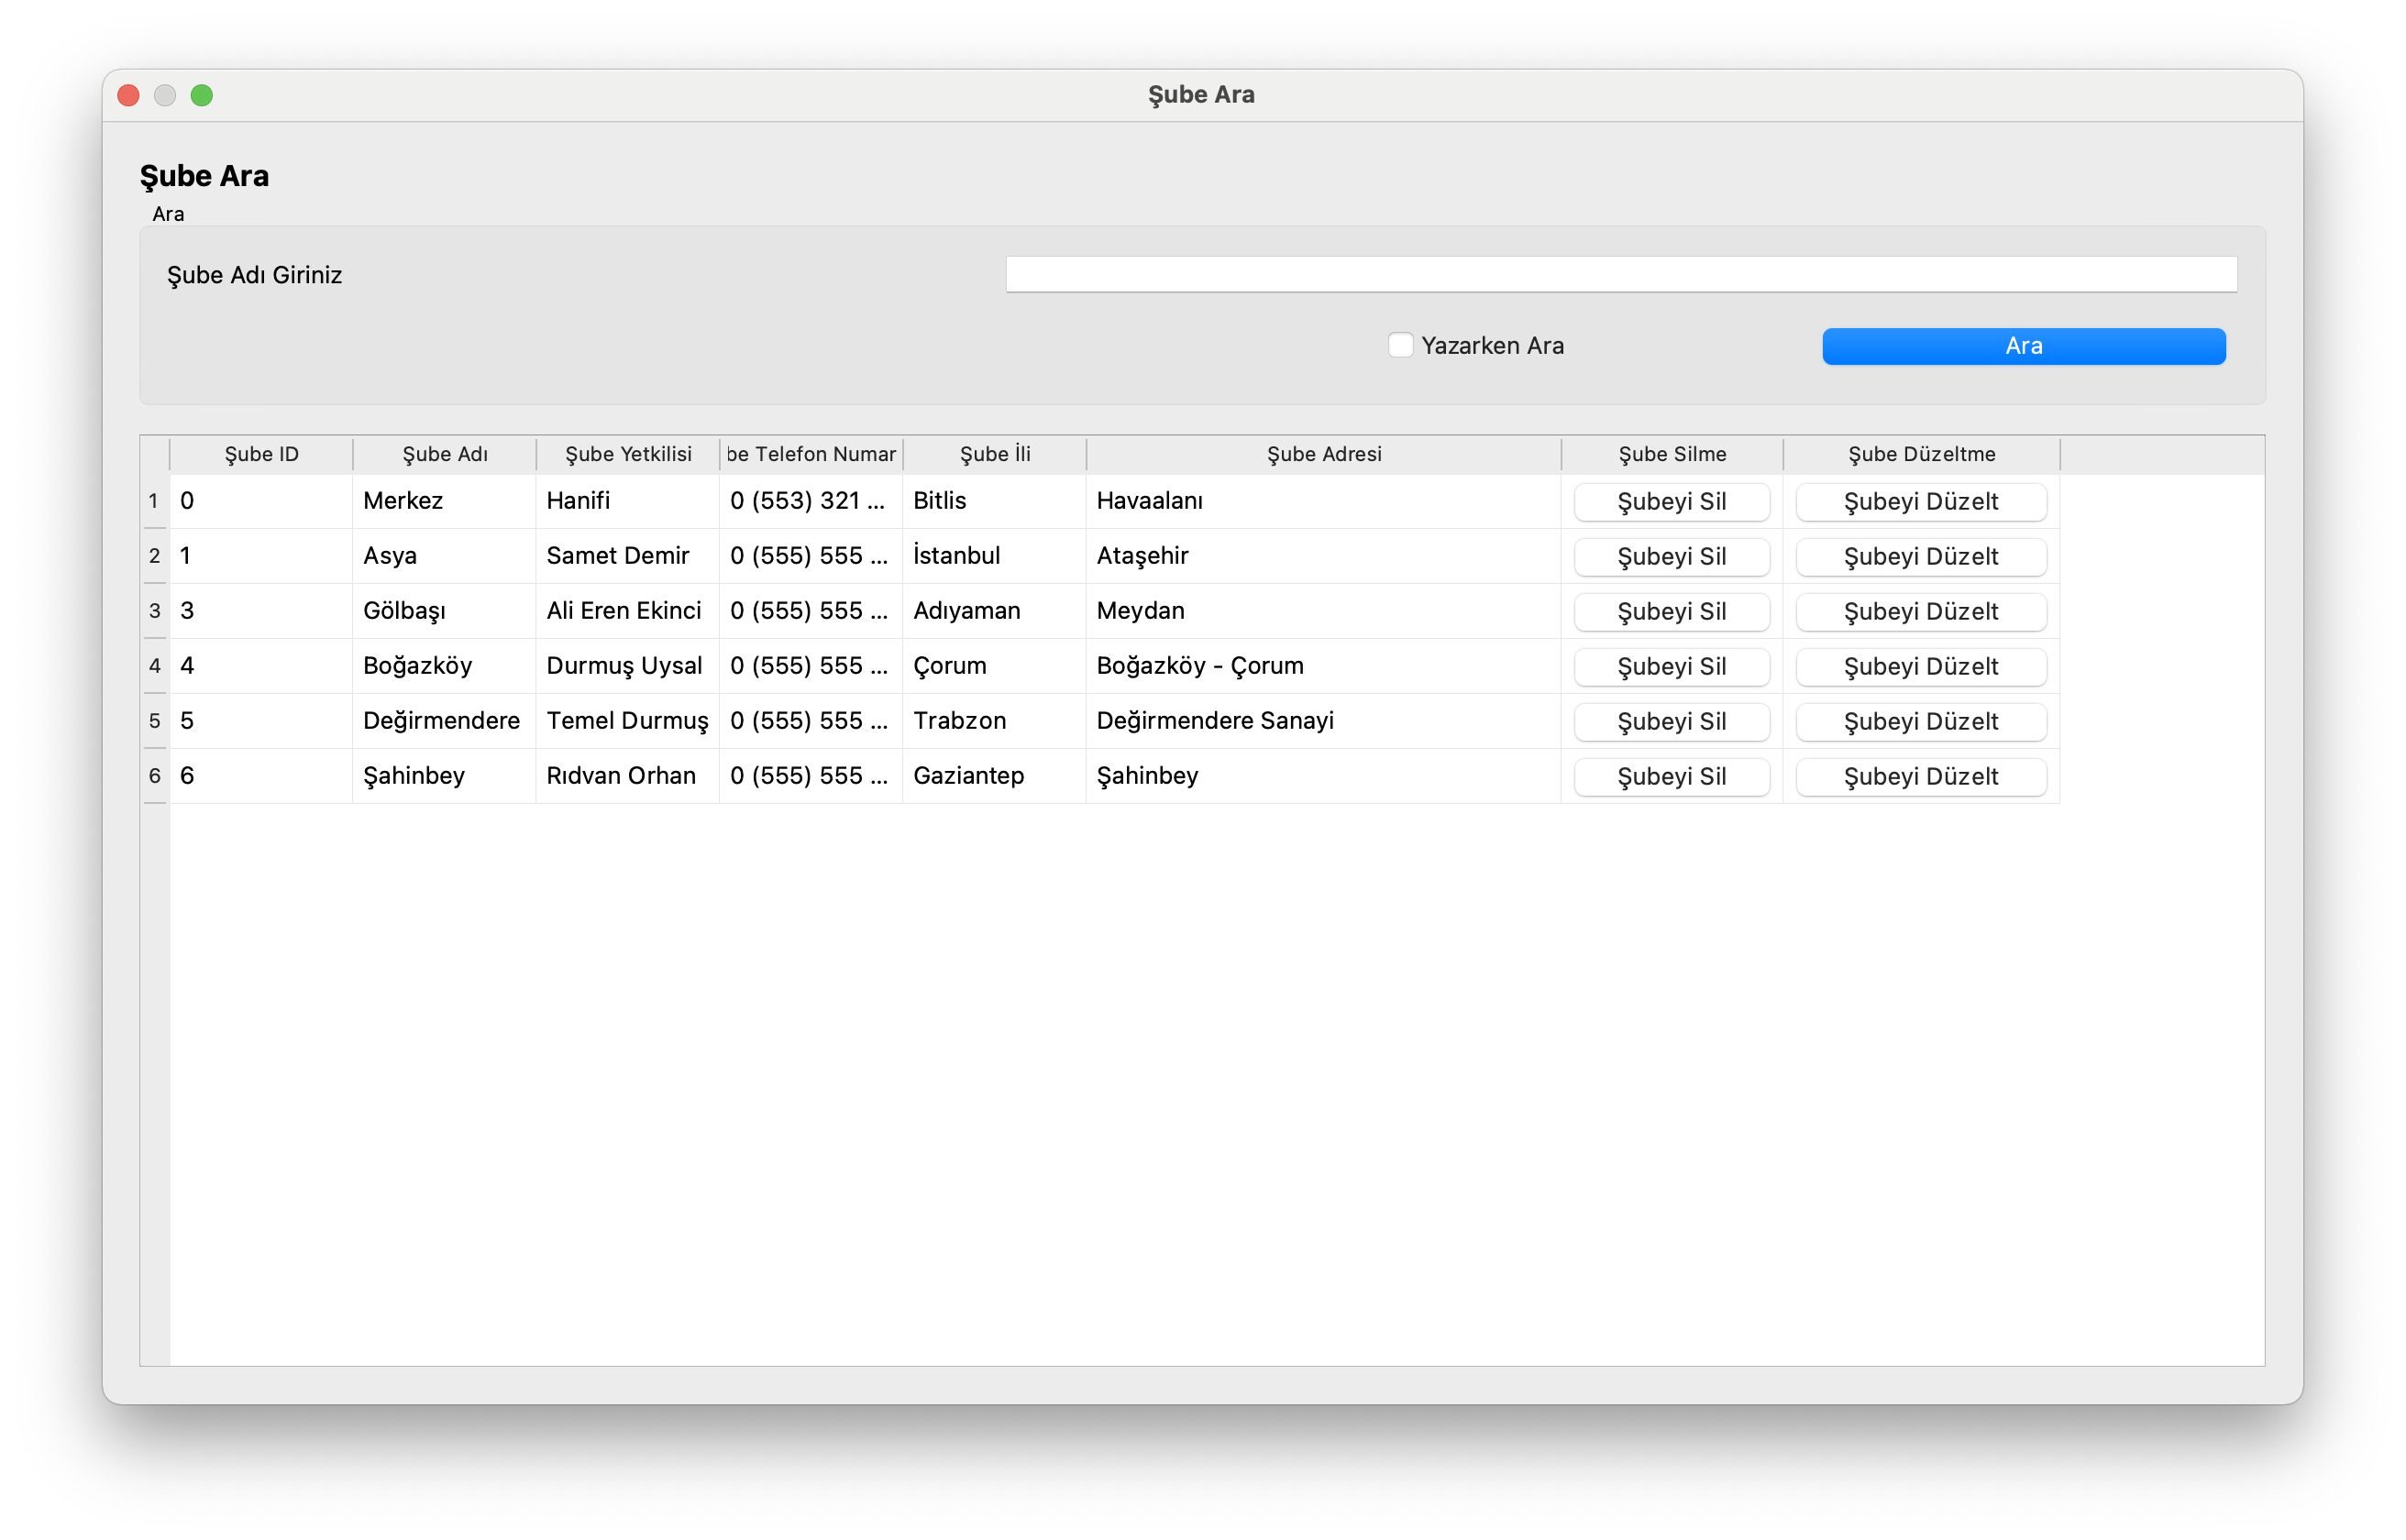 Şube Ara
Şube Ara
Ara
Şube Adı Giriniz
Yazarken Ara Ara
Şube ID Şube Adı Şube Yetkilisi be Telefon Numar Şube İli Şube Adresi Şube Silme Şube Düzeltme
1 0 Merkez Hanifi 0 (553) 321 ... Bitlis Havaalanı Şubeyi Sil Şubeyi Düzelt
2 1 Asya Samet Demir 0 (555) 555 ... İstanbul Ataşehir Şubeyi Sil Şubeyi Düzelt
3 3 Gölbaşı Ali Eren Ekinci 0 (555) 555 ... Adıyaman Meydan Şubeyi Sil Şubeyi Düzelt
4 4 Boğazköy Durmuş Uysal 0 (555) 555 ... Çorum Boğazköy - Çorum Şubeyi Sil Şubeyi Düzelt
5 5 Değirmendere Temel Durmuş 0 (555) 555 ... Trabzon Değirmendere Sanayi Şubeyi Sil Şubeyi Düzelt
6 6 Şahinbey Rıdvan Orhan 0 (555) 555 ... Gaziantep Şahinbey Şubeyi Sil Şubeyi Düzelt